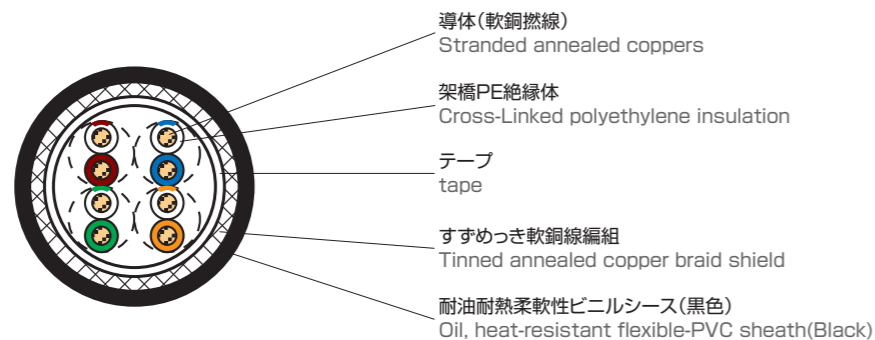 導体(軟銅撚線)
Stranded annealed coppers
架橋PE絶縁体
Cross-Linked polyethylene insulation
テープ
tape
すずめっき軟銅線編組
Tinned annealed copper braid shield
耐油耐熱柔軟性ビニルシース(黒色)
Oil, heat-resistant flexible-PVC sheath(Black)